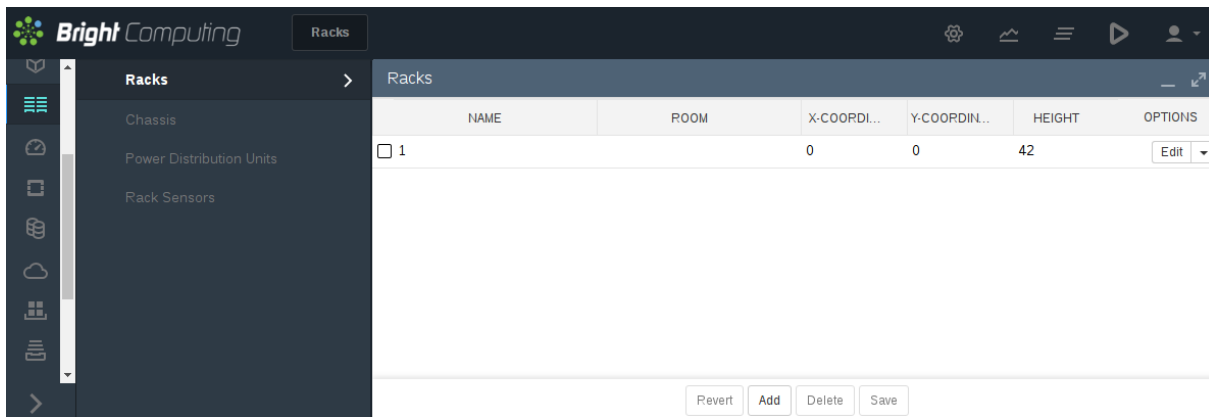 Bright Computing
Racks
Racks
Chassis
Power Distribution Units
Rack Sensors
Racks
NAME ROOM X-COORDI... Y-COORDIN... HEIGHT OPTIONS
1 0 0 42 Edit
Revert Add Delete Save